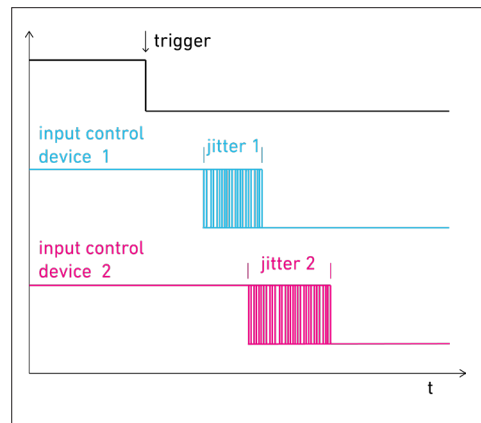 trigger
input control
device 1
jitter 1
input control
device 2
jitter 2
t